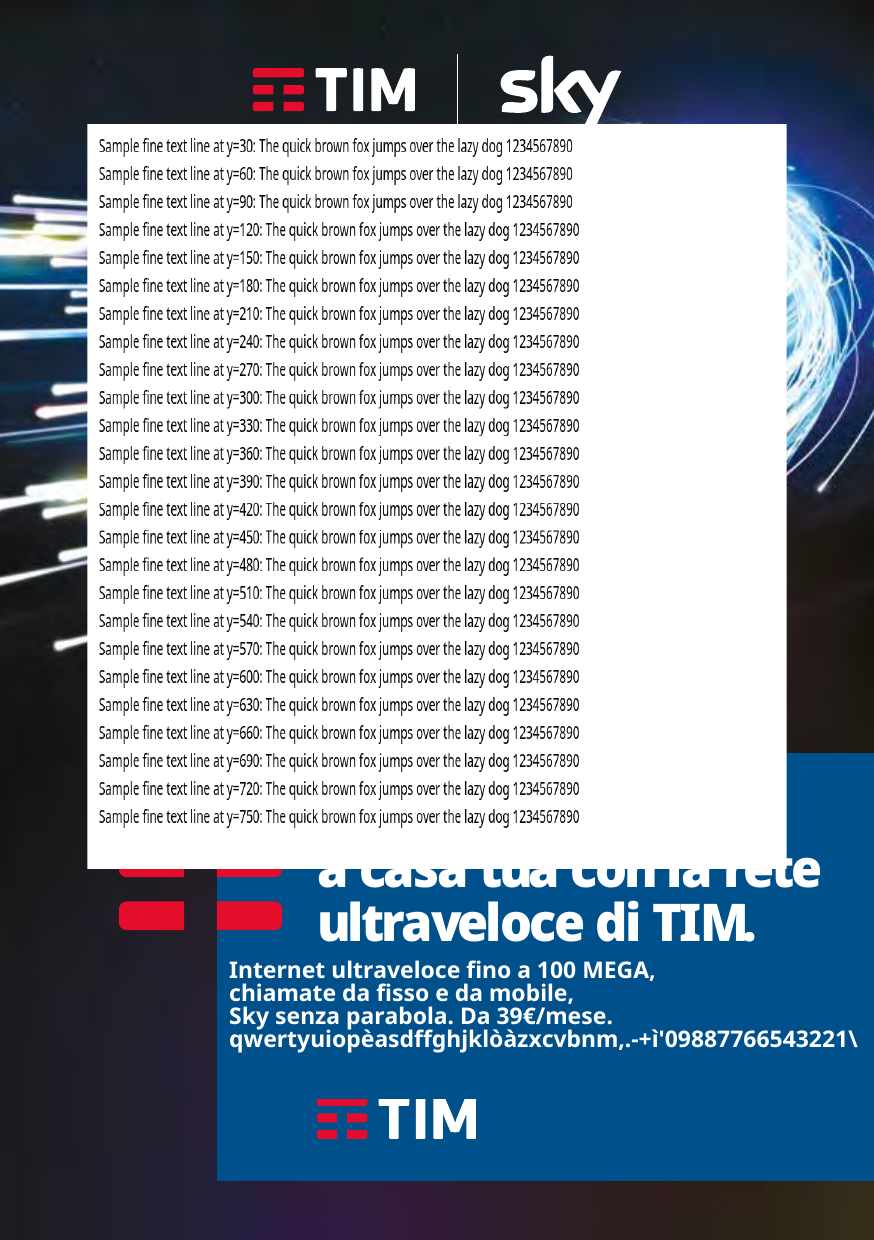 TIM sky
Sample fine text line at y=30: The quick brown fox jumps over the lazy dog 1234567890
Sample fine text line at y=60: The quick brown fox jumps over the lazy dog 1234567890
Sample fine text line at y=90: The quick brown fox jumps over the lazy dog 1234567890
Sample fine text line at y=120: The quick brown fox jumps over the lazy dog 1234567890
Sample fine text line at y=150: The quick brown fox jumps over the lazy dog 1234567890
Sample fine text line at y=180: The quick brown fox jumps over the lazy dog 1234567890
Sample fine text line at y=210: The quick brown fox jumps over the lazy dog 1234567890
Sample fine text line at y=240: The quick brown fox jumps over the lazy dog 1234567890
Sample fine text line at y=270: The quick brown fox jumps over the lazy dog 1234567890
Sample fine text line at y=300: The quick brown fox jumps over the lazy dog 1234567890
Sample fine text line at y=330: The quick brown fox jumps over the lazy dog 1234567890
Sample fine text line at y=360: The quick brown fox jumps over the lazy dog 1234567890
Sample fine text line at y=390: The quick brown fox jumps over the lazy dog 1234567890
Sample fine text line at y=420: The quick brown fox jumps over the lazy dog 1234567890
Sample fine text line at y=450: The quick brown fox jumps over the lazy dog 1234567890
Sample fine text line at y=480: The quick brown fox jumps over the lazy dog 1234567890
Sample fine text line at y=510: The quick brown fox jumps over the lazy dog 1234567890
Sample fine text line at y=540: The quick brown fox jumps over the lazy dog 1234567890
Sample fine text line at y=570: The quick brown fox jumps over the lazy dog 1234567890
Sample fine text line at y=600: The quick brown fox jumps over the lazy dog 1234567890
Sample fine text line at y=630: The quick brown fox jumps over the lazy dog 1234567890
Sample fine text line at y=660: The quick brown fox jumps over the lazy dog 1234567890
Sample fine text line at y=690: The quick brown fox jumps over the lazy dog 1234567890
Sample fine text line at y=720: The quick brown fox jumps over the lazy dog 1234567890
Sample fine text line at y=750: The quick brown fox jumps over the lazy dog 1234567890
a casa tua con la rete
ultraveloce di TIM.
Internet ultraveloce fino a 100 MEGA,
chiamate da fisso e da mobile,
Sky senza parabola. Da 39€/mese.
qwertyuiopèasdffghjklòàzxcvbnm,.-+ì'09887766543221\
TIM